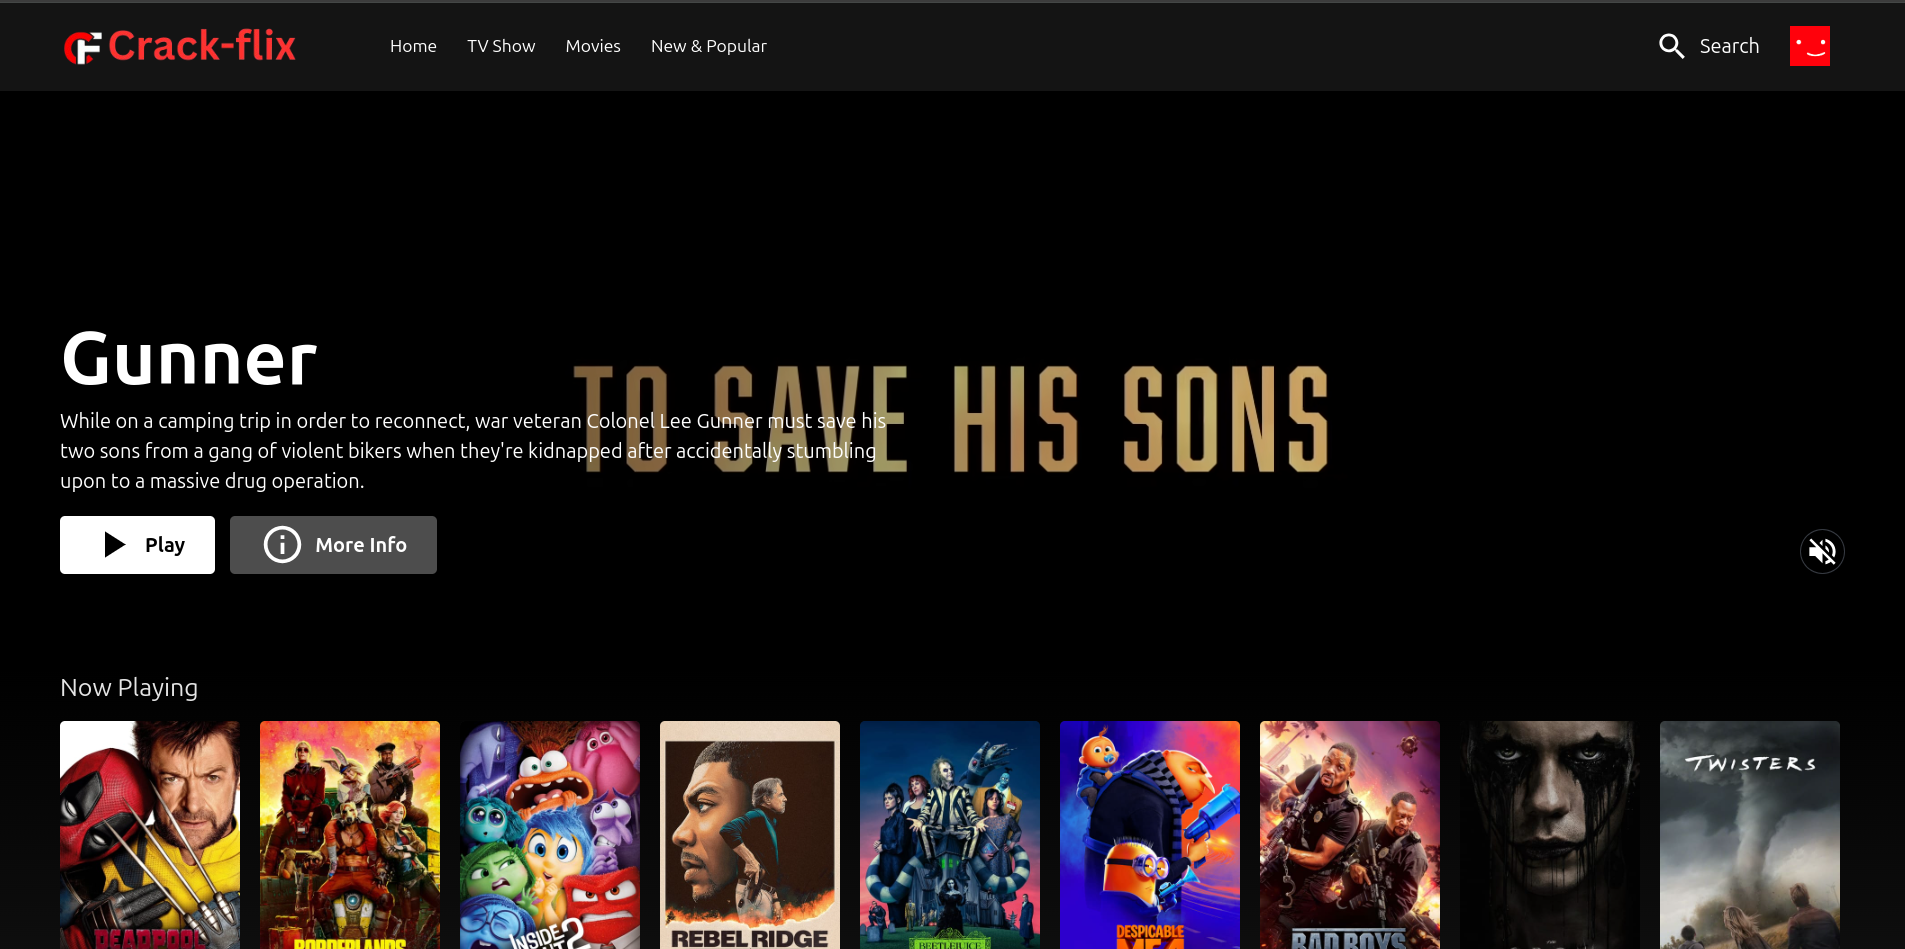 CF Crack-flix
Home
TV Show
Movies
New & Popular
Search
Gunner
TO SAVE HIS SONS
While on a camping trip in order to reconnect, war veteran Colonel Lee Gunner must save his
two sons from a gang of violent bikers when they're kidnapped after accidentally stumbling
upon to a massive drug operation.
Play
More Info
Now Playing
DEADPOOL
BORDERLANDS
INSIDE
OUT 2
REBEL RIDGE
BEETLEJUICE
DESPICABLE
ME 4
BAD BOYS
TWISTERS